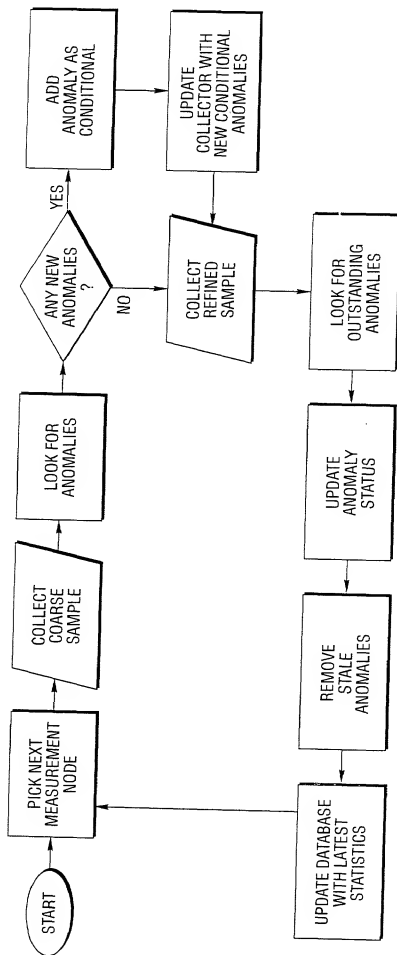 START
PICK NEXT
MEASUREMENT
NODE
COLLECT
COARSE
SAMPLE
LOOK FOR
ANOMALIES
ANY NEW
ANOMALIES
?
YES
NO
ADD
ANOMALY AS
CONDITIONAL
UPDATE
COLLECTOR WITH
NEW CONDITIONAL
ANOMALIES
COLLECT
REFINED
SAMPLE
LOOK FOR
OUTSTANDING
ANOMALIES
UPDATE
ANOMALY
STATUS
REMOVE
STALE
ANOMALIES
UPDATE DATABASE
WITH LATEST
STATISTICS